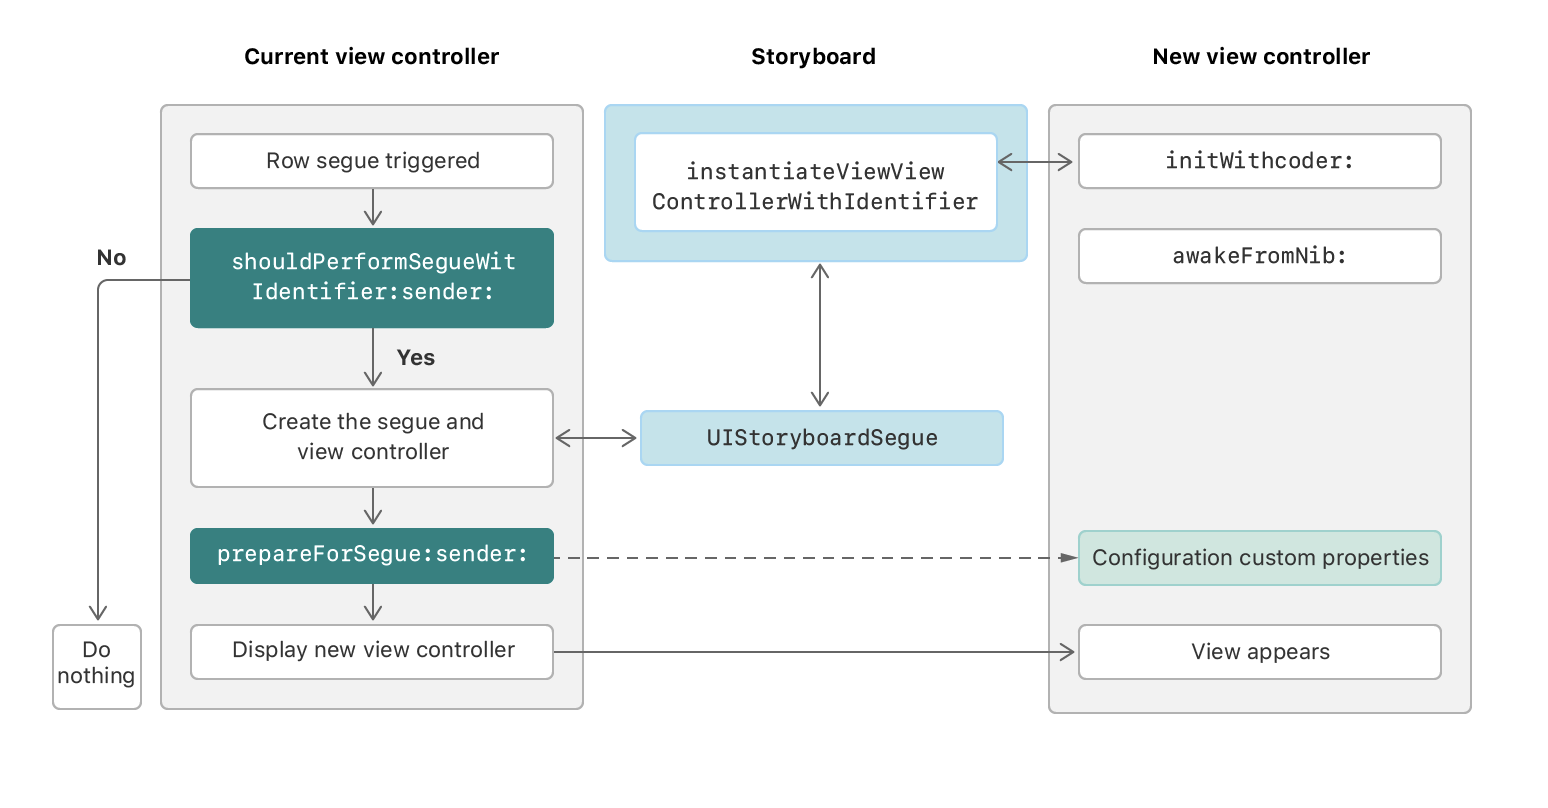 Current view controller
Storyboard
New view controller
Row segue triggered
shouldPerformSegueWit
Identifier:sender:
No
Yes
Create the segue and
view controller
prepareForSegue:sender:
Display new view controller
Do
nothing
instantiateViewView
ControllerWithIdentifier
UIStoryboardSegue
initWithcoder:
awakeFromNib:
Configuration custom properties
View appears